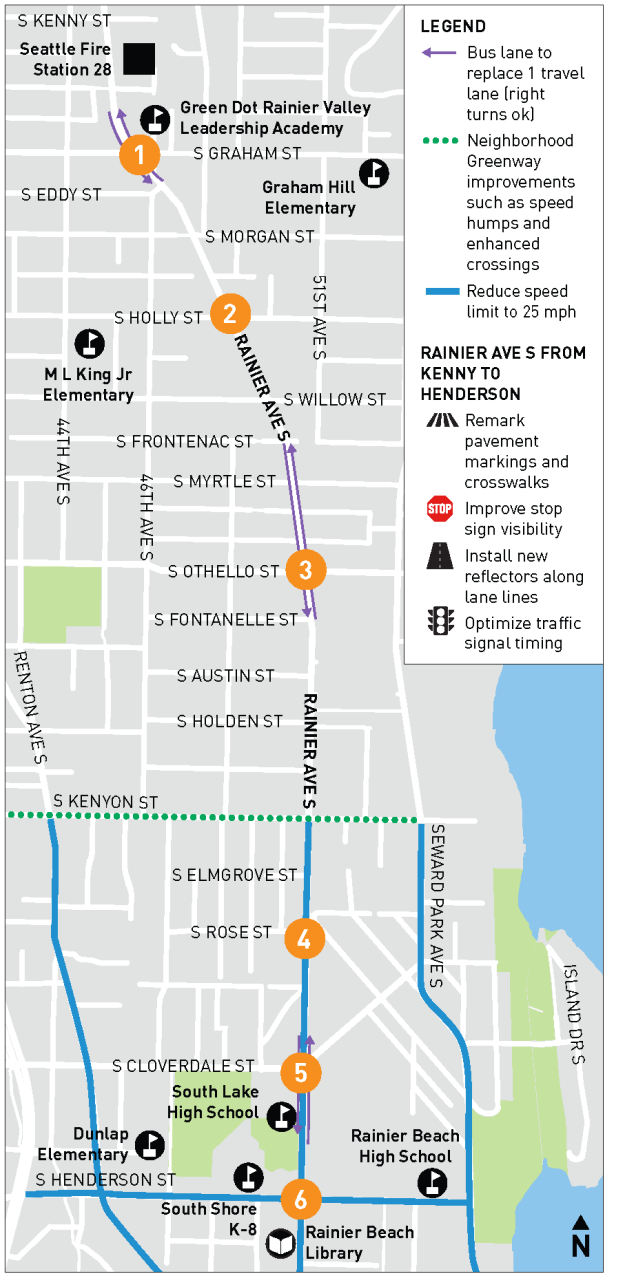 S KENNY ST
Seattle Fire
Station 28
Green Dot Rainier Valley
Leadership Academy
1
S GRAHAM ST
S EDDY ST
Graham Hill
Elementary
S MORGAN ST
51ST AVE S
S HOLLY ST
2
M L King Jr
Elementary
RAINIER AVE S
S WILLOW ST
44TH AVE S
S FRONTENAC ST
46TH AVE S
S MYRTLE ST
S OTHELLO ST
3
S FONTANELLE ST
RENTON AVE S
S AUSTIN ST
S HOLDEN ST
RAINIER AVE S
S KENYON ST
SEWARD PARK AVE S
S ELMGROVE ST
S ROSE ST
4
ISLAND DR S
S CLOVERDALE ST
5
South Lake
High School
Dunlap
Elementary
Rainier Beach
High School
S HENDERSON ST
South Shore
K-8
6
Rainier Beach
Library
N
LEGEND
Bus lane to
replace 1 travel
lane (right
turns ok)
Neighborhood
Greenway
improvements
such as speed
humps and
enhanced
crossings
Reduce speed
limit to 25 mph
RAINIER AVE S FROM
KENNY TO
HENDERSON
Remark
pavement
markings and
crosswalks
STOP
Improve stop
sign visibility
Install new
reflectors along
lane lines
Optimize traffic
signal timing